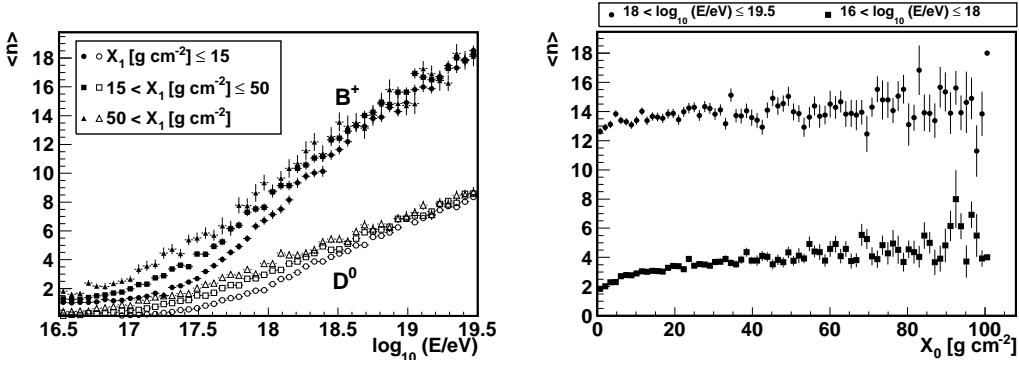 <n>
18
16
14
12
10
8
6
4
2
X₁ [g cm⁻²] ≤ 15
15 < X₁ [g cm⁻²] ≤ 50
50 < X₁ [g cm⁻²]
B⁺
D⁰
16.5 17 17.5 18 18.5 19 19.5
log₁₀ (E/eV)
18 < log₁₀ (E/eV) ≤ 19.5 16 < log₁₀ (E/eV) ≤ 18
<n>
18
16
14
12
10
8
6
4
2
0
0 20 40 60 80 100
X₀ [g cm⁻²]